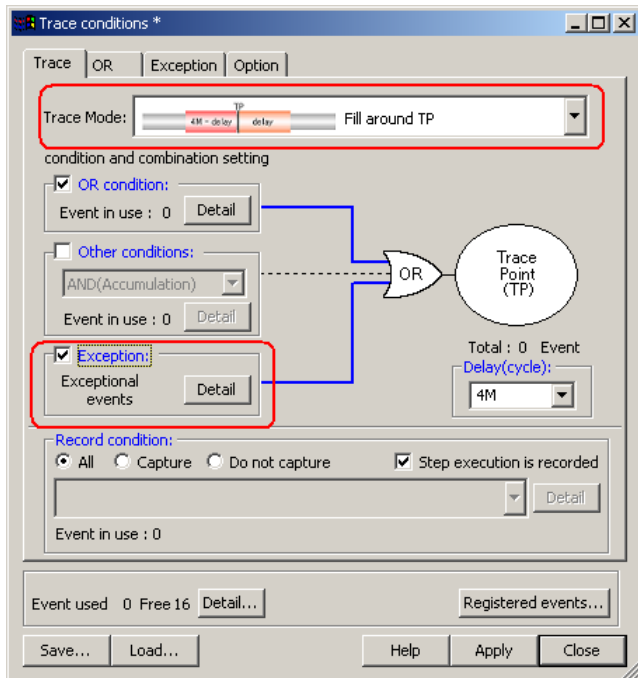 Trace conditions *
Trace OR Exception Option
Trace Mode: 4M - delay TP delay Fill around TP
condition and combination setting
OR condition:
Event in use : 0 Detail
Other conditions:
AND(Accumulation)
Event in use : 0 Detail
OR
Trace
Point
(TP)
Exception:
Exceptional
events
Detail
Total : 0 Event
Delay(cycle):
4M
Record condition:
All Capture Do not capture Step execution is recorded
Detail
Event in use : 0
Event used 0 Free 16 Detail... Registered events...
Save... Load... Help Apply Close